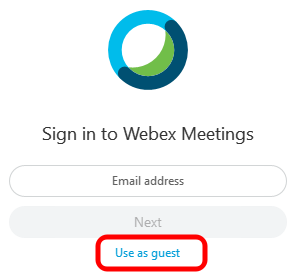 Sign in to Webex Meetings
Email address
Next
Use as guest